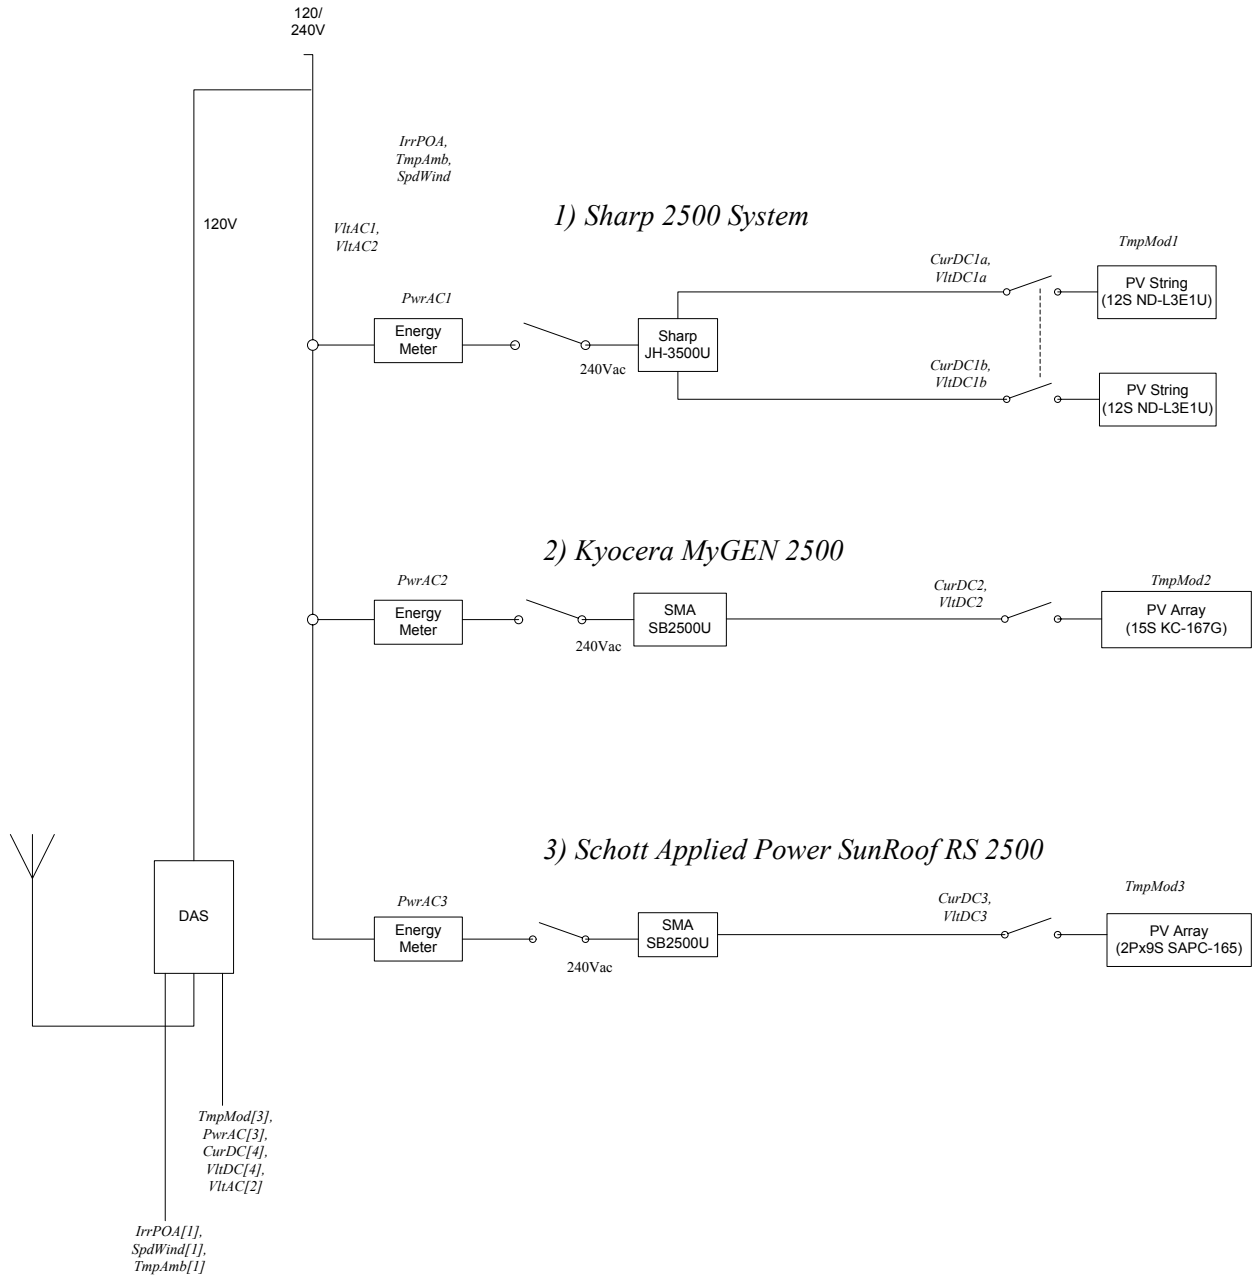 120/
240V
IrrPOA,
TmpAmb,
SpdWind
120V
VltAC1,
VltAC2
1) Sharp 2500 System
TmpMod1
CurDC1a,
VltDC1a
PV String
(12S ND-L3E1U)
PwrAC1
Energy
Meter
240Vac
Sharp
JH-3500U
CurDC1b,
VltDC1b
PV String
(12S ND-L3E1U)
2) Kyocera MyGEN 2500
PwrAC2
Energy
Meter
240Vac
SMA
SB2500U
CurDC2,
VltDC2
TmpMod2
PV Array
(15S KC-167G)
3) Schott Applied Power SunRoof RS 2500
PwrAC3
Energy
Meter
240Vac
SMA
SB2500U
CurDC3,
VltDC3
TmpMod3
PV Array
(2Px9S SAPC-165)
DAS
TmpMod[3],
PwrAC[3],
CurDC[4],
VltDC[4],
VltAC[2]
IrrPOA[1],
SpdWind[1],
TmpAmb[1]